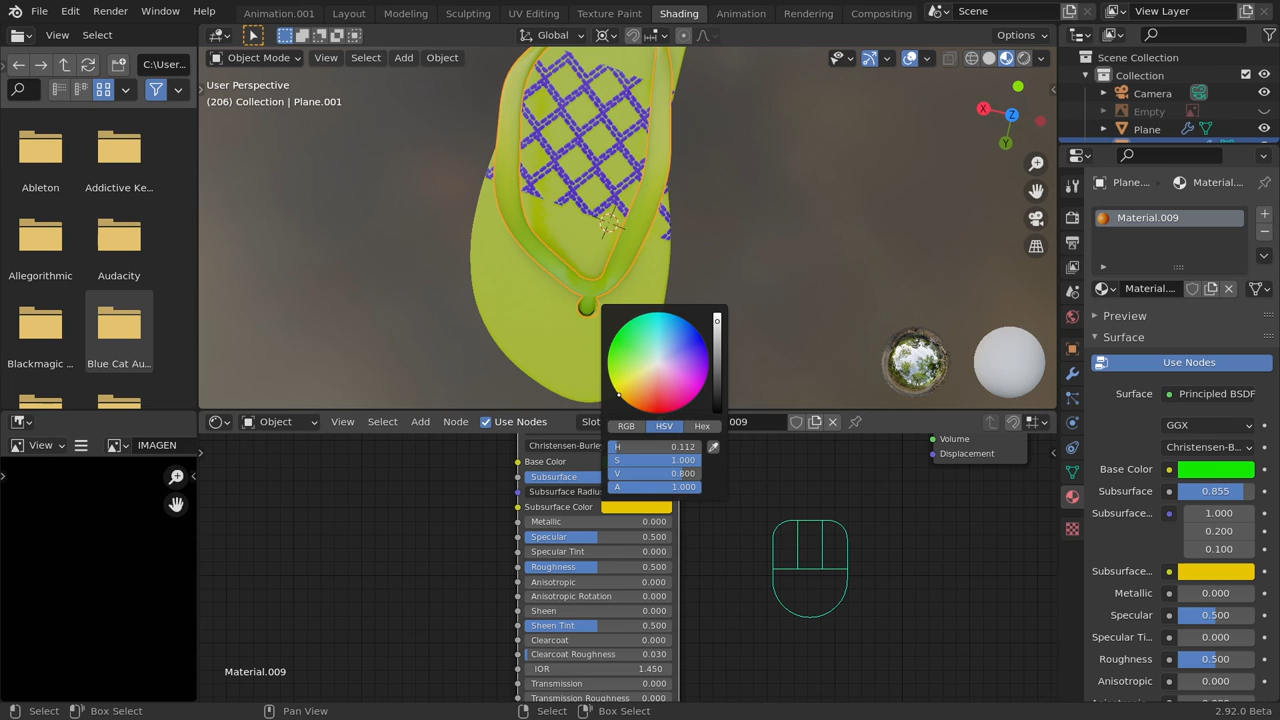 File Edit Render Window Help
Animation.001 Layout Modeling Sculpting UV Editing Texture Paint Shading Animation Rendering Compositing
Scene
View Layer
View Select
Object Mode View Select Add Object
Global
Options
C:\User...
Ableton
Addictive Ke...
Allegorithmic
Audacity
Blackmagic ...
Blue Cat Au...
User Perspective
(206) Collection | Plane.001
X
Z
Y
Scene Collection
Collection
Camera
Empty
Plane
Plane...
Material....
Material.009
Material....
Preview
Surface
Use Nodes
Surface
Principled BSDF
GGX
Christensen-B...
Base Color
Subsurface 0.855
Subsurface... 1.000
0.200
0.100
Subsurface...
Metallic 0.000
Specular 0.500
Specular Ti... 0.000
Roughness 0.500
Anisotropic 0.000
View
IMAGEN
Object View Select Add Node Use Nodes
Slot
009
RGB HSV Hex
H 0.112
S 1.000
V 0.800
A 1.000
Christensen-Burley
Base Color
Subsurface
Subsurface Radius
Subsurface Color
Metallic 0.000
Specular 0.500
Specular Tint 0.000
Roughness 0.500
Anisotropic 0.000
Anisotropic Rotation 0.000
Sheen 0.000
Sheen Tint 0.500
Clearcoat 0.000
Clearcoat Roughness 0.030
IOR 1.450
Transmission 0.000
Transmission Roughness 0.000
Volume
Displacement
Material.009
Select Box Select Pan View Select Box Select 2.92.0 Beta